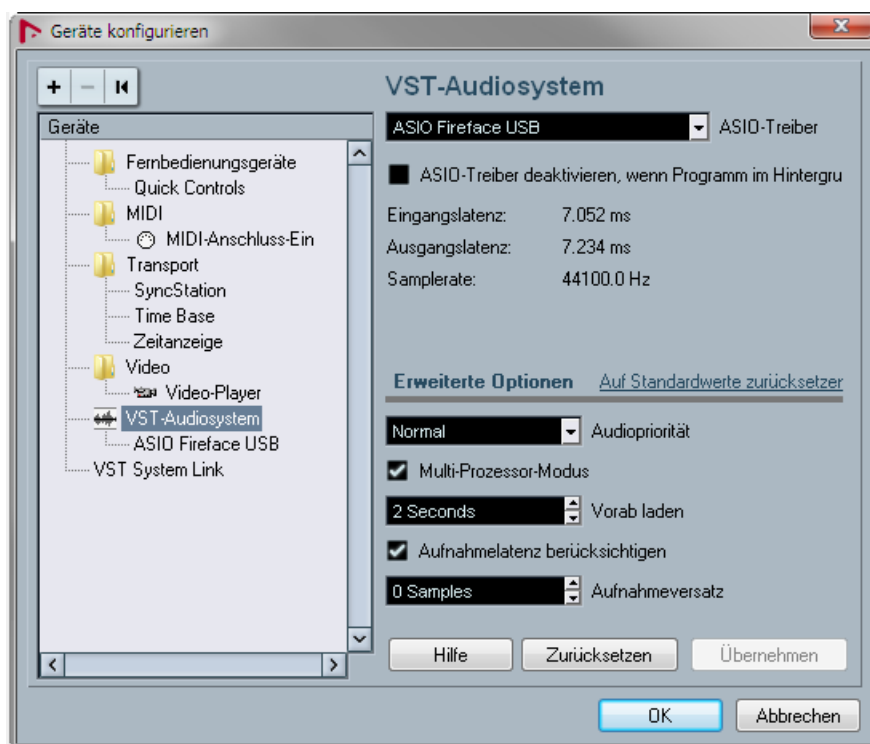 Geräte konfigurieren
Geräte
Fernbedienungsgeräte
Quick Controls
MIDI
MIDI-Anschluss-Ein
Transport
SyncStation
Time Base
Zeitanzeige
Video
Video-Player
VST-Audiosystem
ASIO Fireface USB
VST System Link
VST-Audiosystem
ASIO Fireface USB ASIO-Treiber
ASIO-Treiber deaktivieren, wenn Programm im Hintergru
Eingangslatenz: 7.052 ms
Ausgangslatenz: 7.234 ms
Samplerate: 44100.0 Hz
Erweiterte Optionen Auf Standardwerte zurücksetzer
Normal Audiopriorität
Multi-Prozessor-Modus
2 Seconds Vorab laden
Aufnahmelatenz berücksichtigen
0 Samples Aufnahmeversatz
Hilfe Zurücksetzen Übernehmen
OK Abbrechen